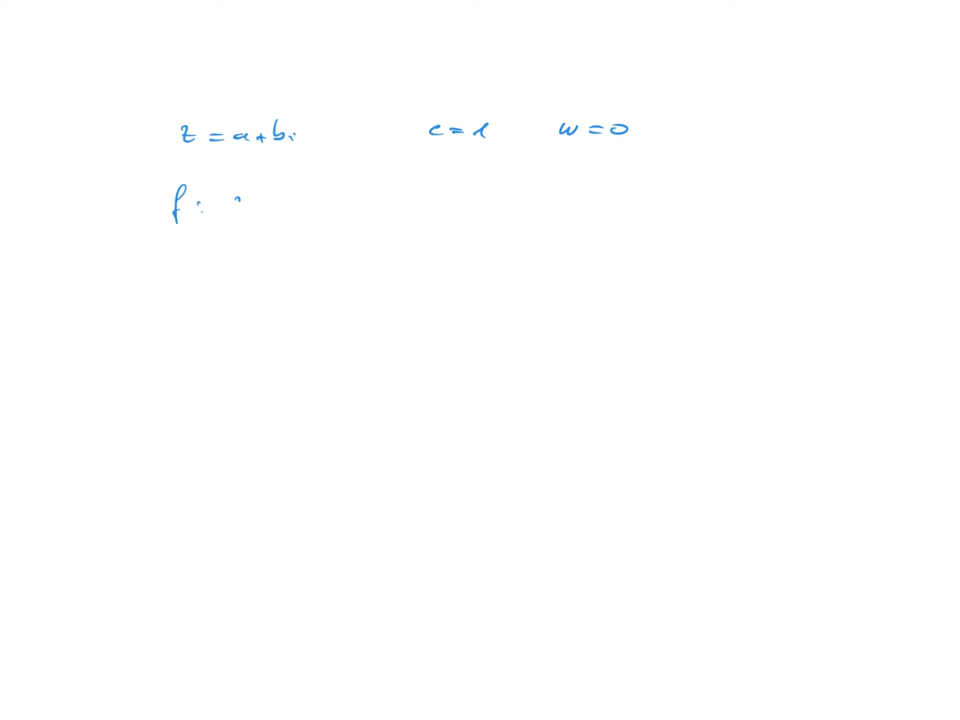 z = a + bi c = 1 w = 0
f :